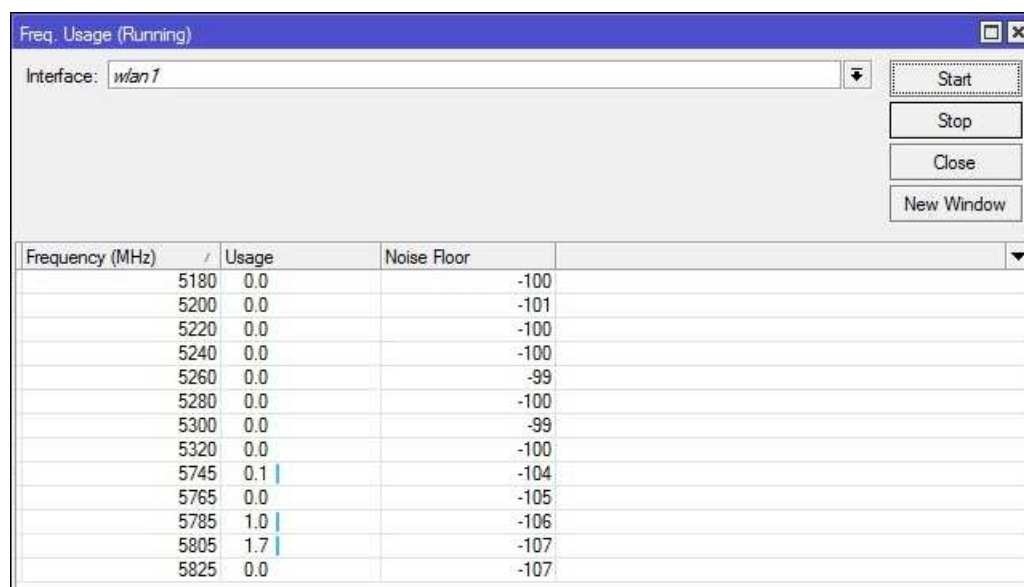 Freq. Usage (Running)
Interface: wlan1
Start
Stop
Close
New Window
Frequency (MHz) / Usage Noise Floor
5180 0.0 -100
5200 0.0 -101
5220 0.0 -100
5240 0.0 -100
5260 0.0 -99
5280 0.0 -100
5300 0.0 -99
5320 0.0 -100
5745 0.1 -104
5765 0.0 -105
5785 1.0 -106
5805 1.7 -107
5825 0.0 -107